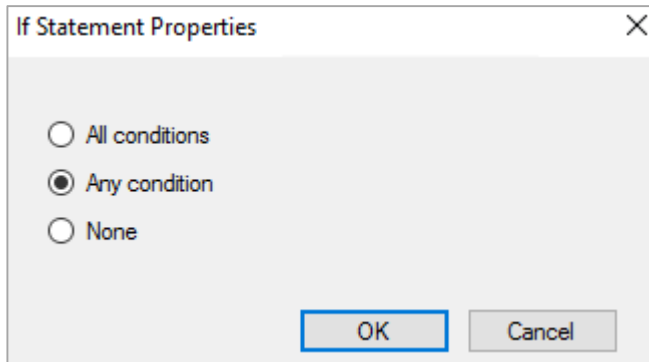 If Statement Properties
All conditions
Any condition
None
OK Cancel